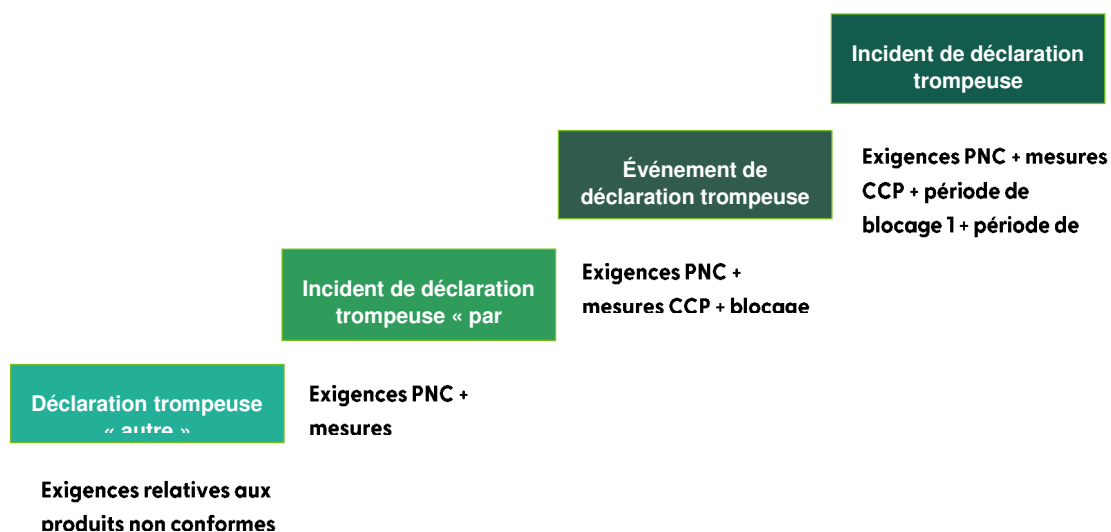 Incident de déclaration
trompeuse
Exigences PNC + mesures
CCP + période de
blocage 1 + période de
Événement de
déclaration trompeuse
Exigences PNC +
mesures CCP + blocage
Incident de déclaration
trompeuse « par
Exigences PNC +
mesures
Déclaration trompeuse
« autre »
Exigences relatives aux
produits non conformes